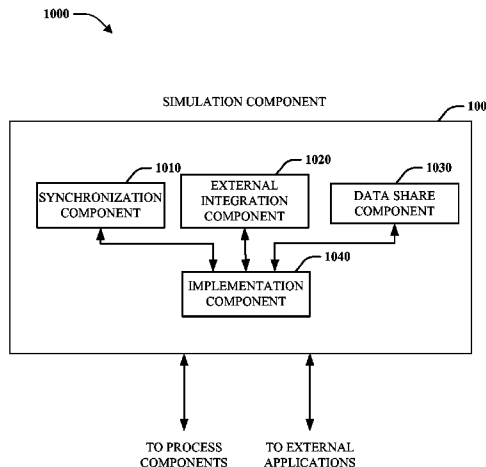 1000
SIMULATION COMPONENT
100
1010
1020
1030
SYNCHRONIZATION
COMPONENT
EXTERNAL
INTEGRATION
COMPONENT
DATA SHARE
COMPONENT
1040
IMPLEMENTATION
COMPONENT
TO PROCESS
COMPONENTS
TO EXTERNAL
APPLICATIONS